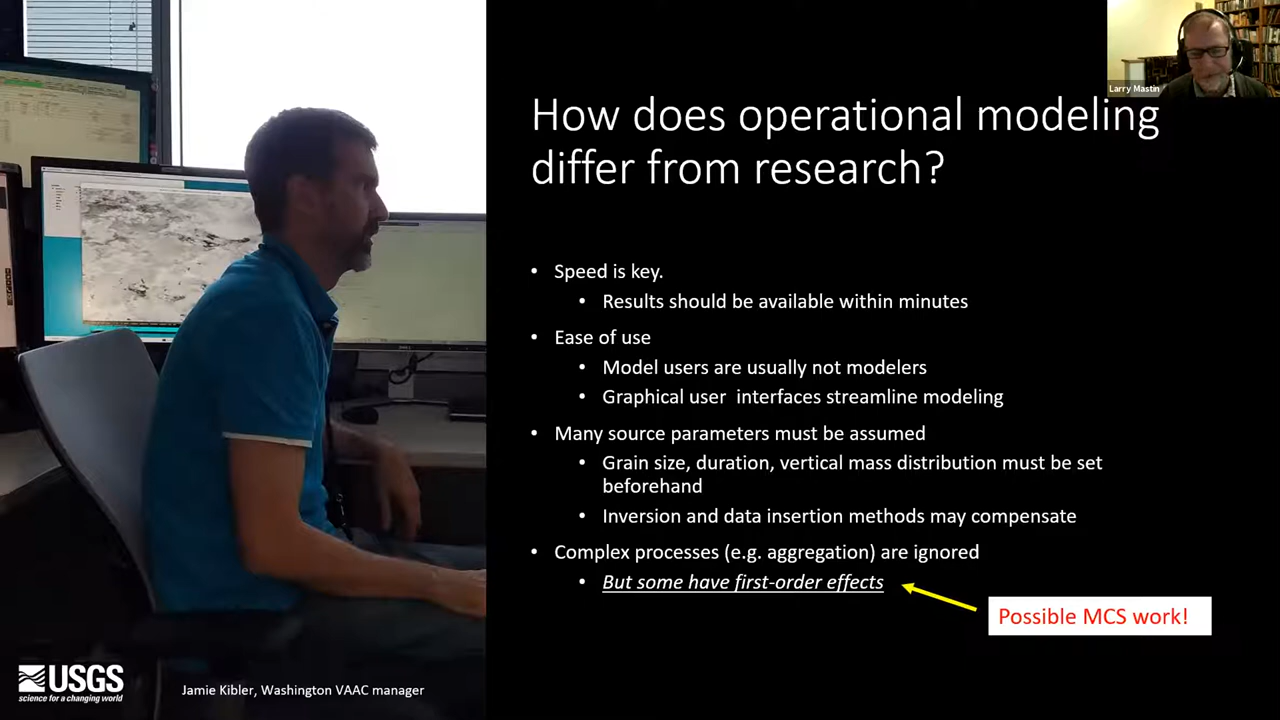 Larry Mastin
How does operational modeling
differ from research?
• Speed is key.
• Results should be available within minutes
• Ease of use
• Model users are usually not modelers
• Graphical user interfaces streamline modeling
• Many source parameters must be assumed
• Grain size, duration, vertical mass distribution must be set
beforehand
• Inversion and data insertion methods may compensate
• Complex processes (e.g. aggregation) are ignored
• But some have first-order effects
Possible MCS work!
USGS
science for a changing world
Jamie Kibler, Washington VAAC manager